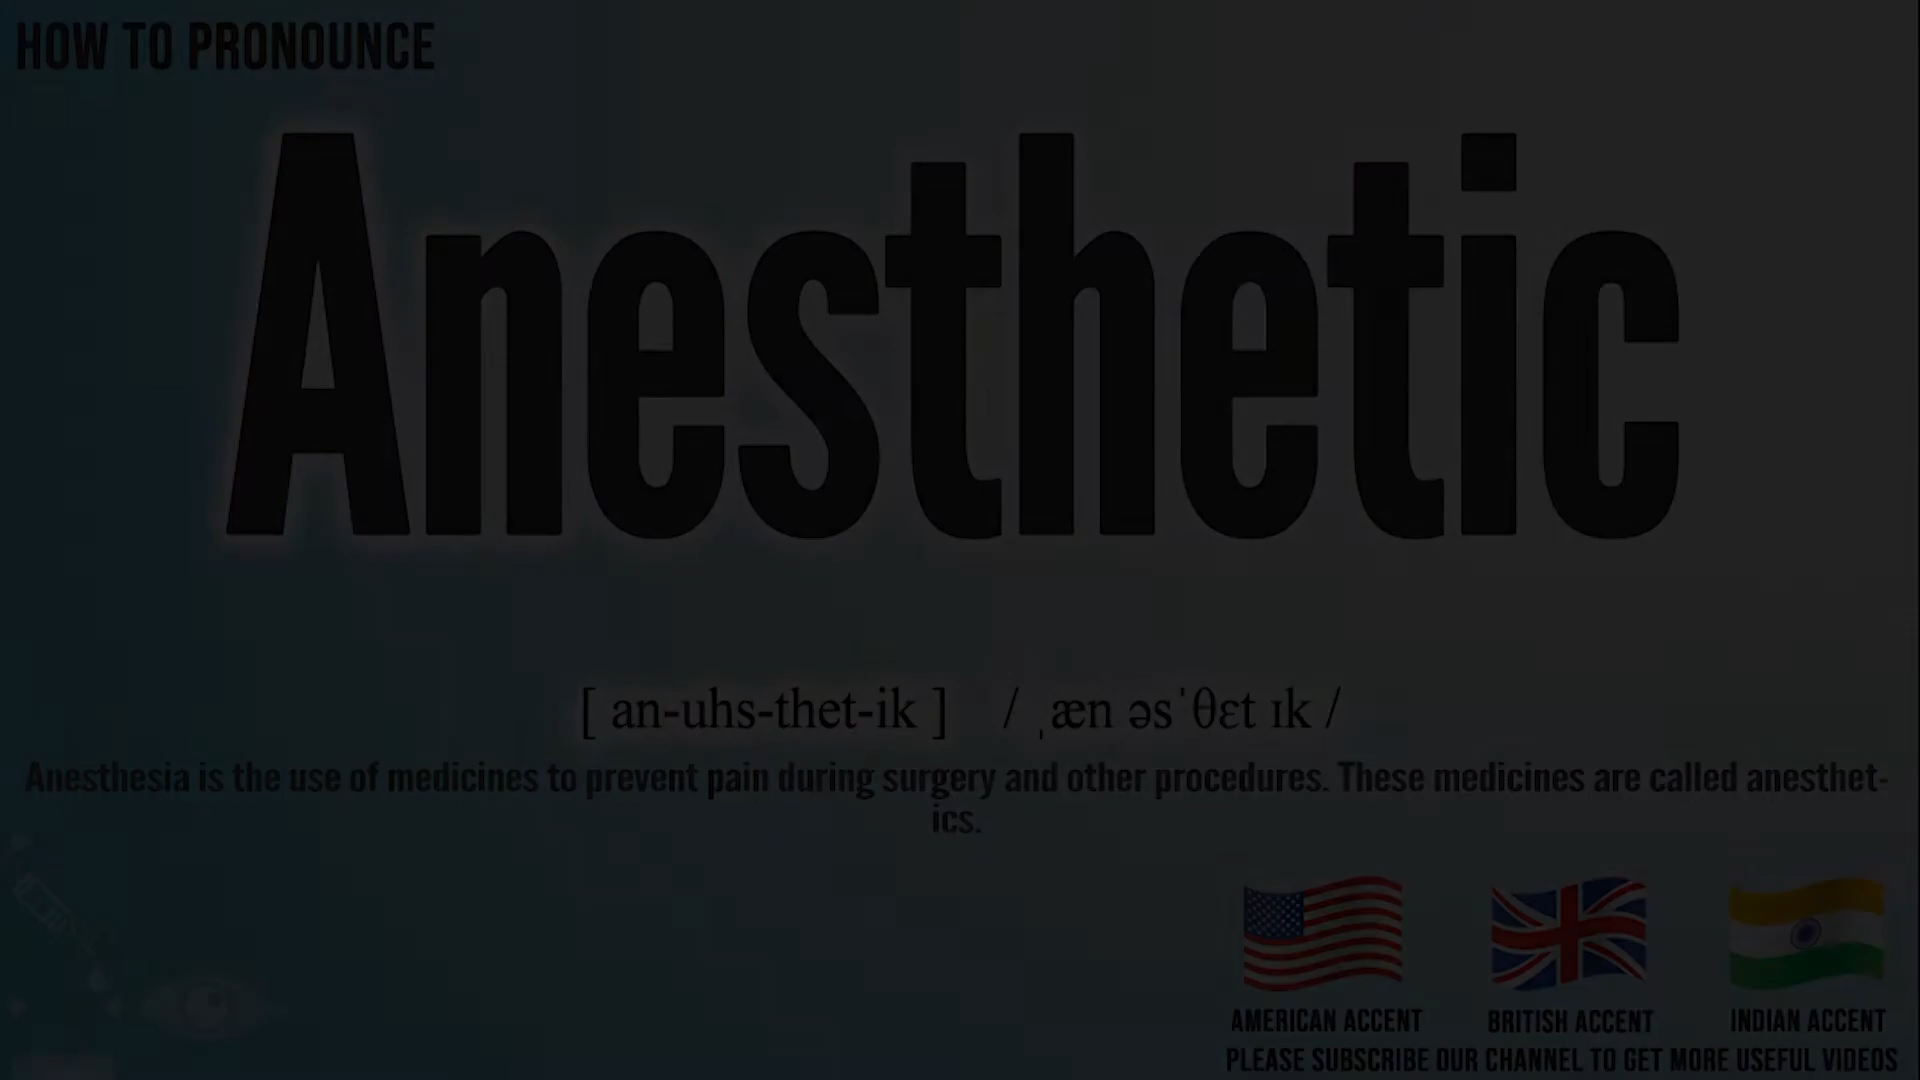 HOW TO PRONOUNCE
Anesthetic
[ an-uhs-thet-ik ] / ˌæn əsˈθɛt ɪk /
Anesthesia is the use of medicines to prevent pain during surgery and other procedures. These medicines are called anesthet-
ics.
AMERICAN ACCENT BRITISH ACCENT INDIAN ACCENT
PLEASE SUBSCRIBE OUR CHANNEL TO GET MORE USEFUL VIDEOS